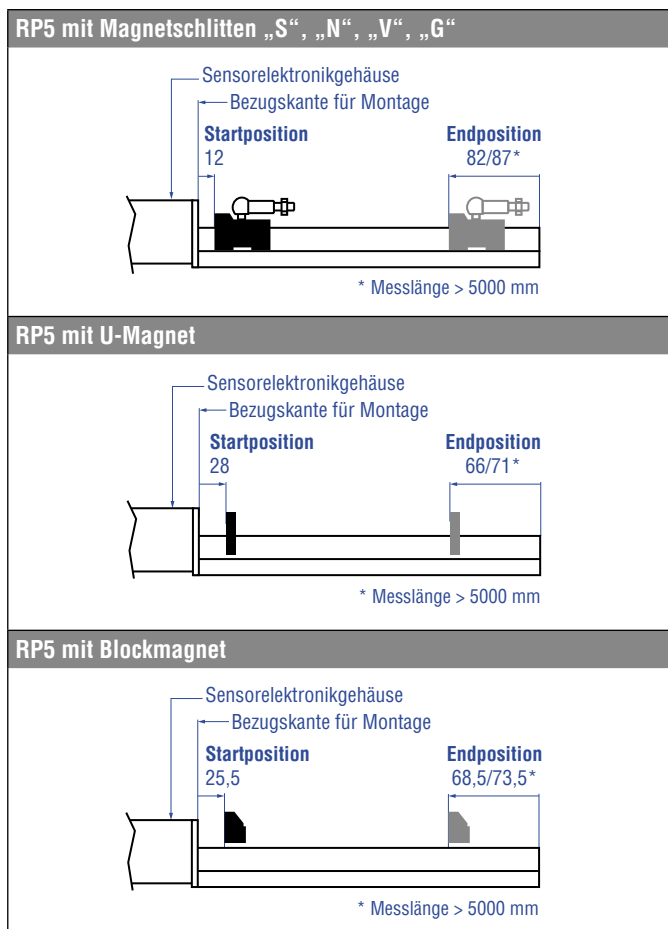 RP5 mit Magnetschlitten „S“, „N“, „V“, „G“
Sensorelektronikgehäuse
Bezugskante für Montage
Startposition
12
Endposition
82/87*
* Messlänge > 5000 mm
RP5 mit U-Magnet
Sensorelektronikgehäuse
Bezugskante für Montage
Startposition
28
Endposition
66/71*
* Messlänge > 5000 mm
RP5 mit Blockmagnet
Sensorelektronikgehäuse
Bezugskante für Montage
Startposition
25,5
Endposition
68,5/73,5*
* Messlänge > 5000 mm